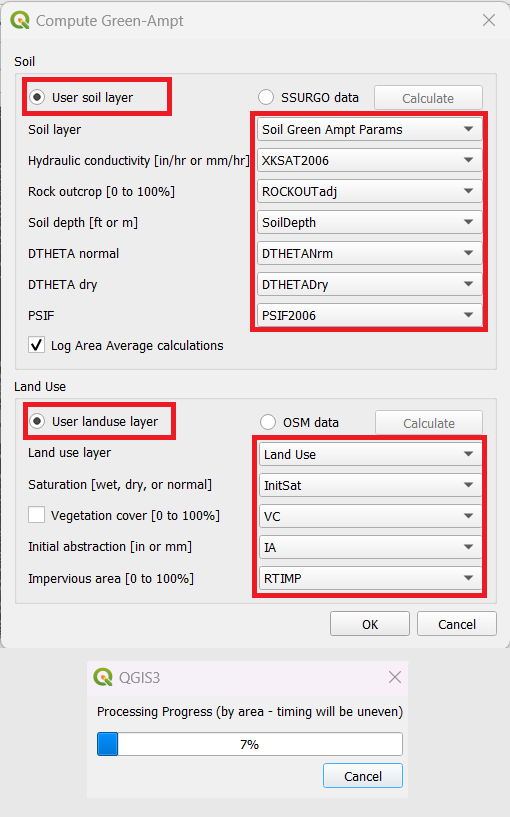 Compute Green-Ampt
Soil
User soil layer SSURGO data Calculate
Soil layer Soil Green Ampt Params
Hydraulic conductivity [in/hr or mm/hr] XKSAT2006
Rock outcrop [0 to 100%] ROCKOUTadj
Soil depth [ft or m] SoilDepth
DTHETA normal DTHETANrm
DTHETA dry DTHETADry
PSIF PSIF2006
Log Area Average calculations
Land Use
User landuse layer OSM data Calculate
Land use layer Land Use
Saturation [wet, dry, or normal] InitSat
Vegetation cover [0 to 100%] VC
Initial abstraction [in or mm] IA
Impervious area [0 to 100%] RTIMP
OK Cancel
QGIS3
Processing Progress (by area - timing will be uneven)
7%
Cancel